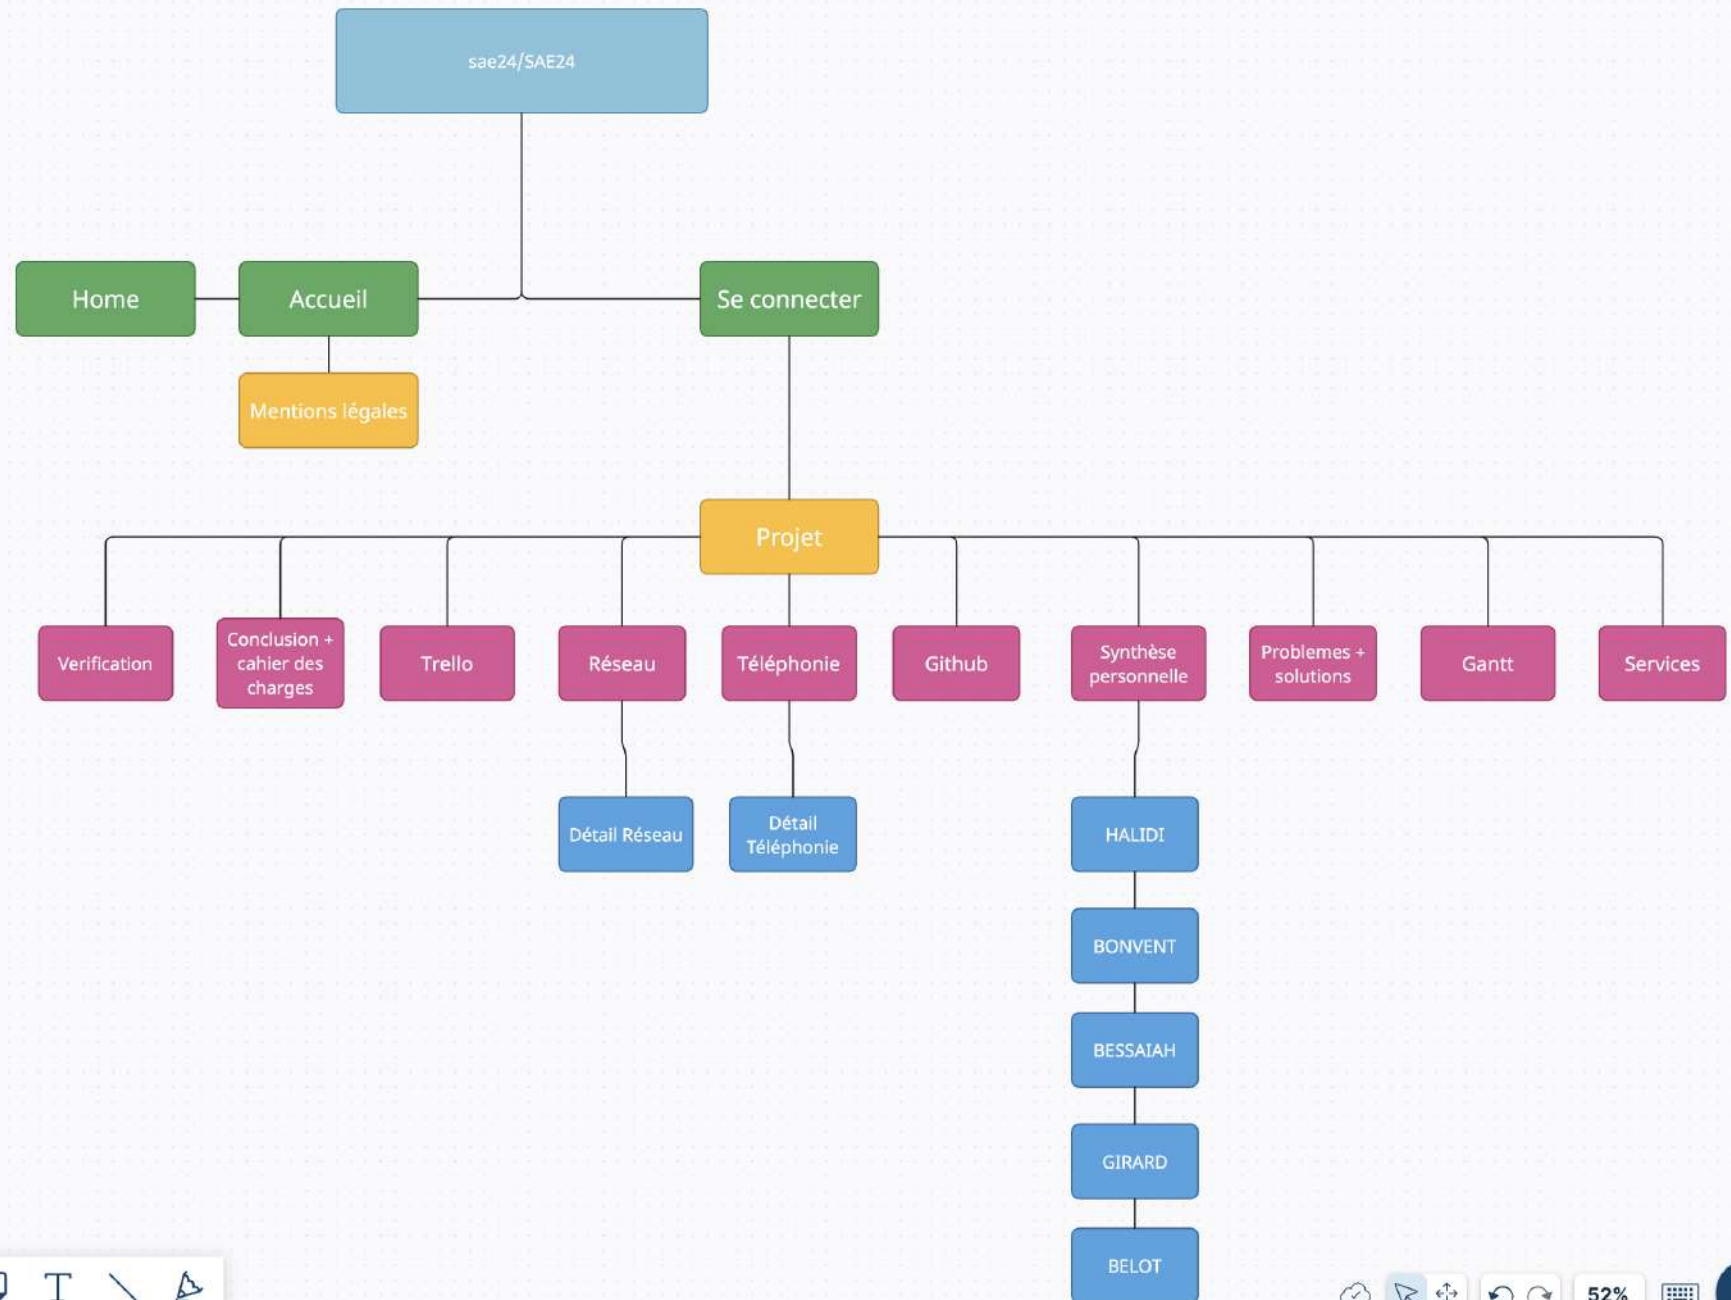 sae24/SAE24
Home
Accueil
Se connecter
Mentions légales
Projet
Verification
Conclusion +
cahier des
charges
Trello
Réseau
Téléphonie
Github
Synthèse
personnelle
Problemes +
solutions
Gantt
Services
Détail Réseau
Détail
Téléphonie
HALIDI
BONVENT
BESSAIAH
GIRARD
BELOT
T
52%